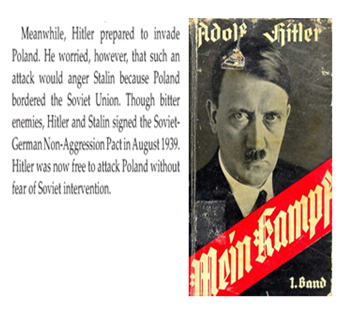 Meanwhile, Hitler prepared to invade
Poland. He worried, however, that such an
attack would anger Stalin because Poland
bordered the Soviet Union. Though bitter
enemies, Hitler and Stalin signed the Soviet-
German Non-Aggression Pact in August 1939.
Hitler was now free to attack Poland without
fear of Soviet intervention.
Adolf Hitler
Mein Kampf
1. Band